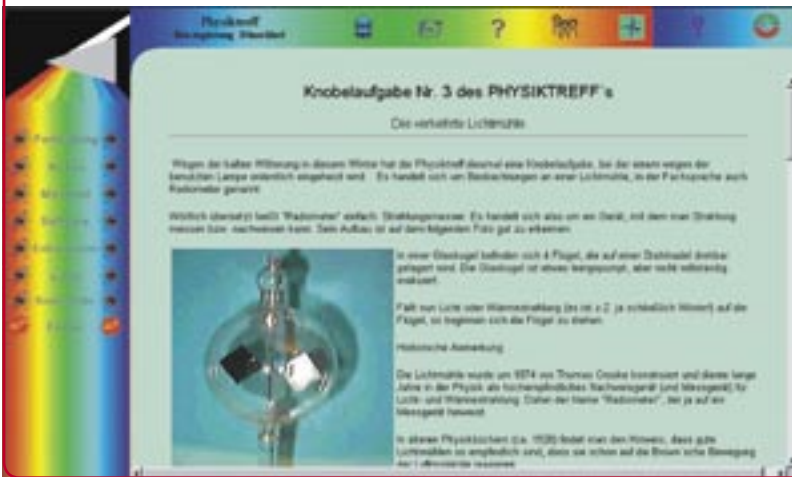 Physiktreff
Knobelaufgabe Nr. 3 des PHYSIKTREFF´s
Die verkehrte Lichtmühle
Wegen der kalten Witterung in diesem Winter hat der Physiktreff diesmal eine Knobelaufgabe, bei der einem wegen der
benutzten Lampe ordentlich eingeheizt wird. Es handelt sich um Beobachtungen an einer Lichtmühle, in der Fachsprache auch
Radiometer genannt.
Wörtlich übersetzt heißt "Radiometer" einfach: Strahlungsmesser. Es handelt sich also um ein Gerät, mit dem man Strahlung
messen bzw. nachweisen kann. Sein Aufbau ist auf dem folgenden Foto gut zu erkennen:
In einer Glaskugel befinden sich 4 Flügel, die auf einer Stahlnadel drehbar
gelagert sind. Die Glaskugel ist etwas leergepumpt, aber nicht vollständig
evakuiert.
Fällt nun Licht oder Wärmestrahlung (es ist z.Z. ja schließlich Winter) auf die
Flügel, so beginnen sich die Flügel zu drehen.
Historische Anmerkung:
Die Lichtmühle wurde um 1874 von Thomas Crooke konstruiert und diente lange
Jahre in der Physik als hochempfindliches Nachweisgerät (und Messgerät) für
Licht- und Wärmestrahlung. Daher der Name "Radiometer", der ja auf ein
Messgerät hinweist.
In älteren Physikbüchern (ca. 1928) findet man den Hinweis, dass gute
Lichtmühlen so empfindlich sind, dass sie schon auf die Brown´sche Bewegung
der Luftmoleküle reagieren.